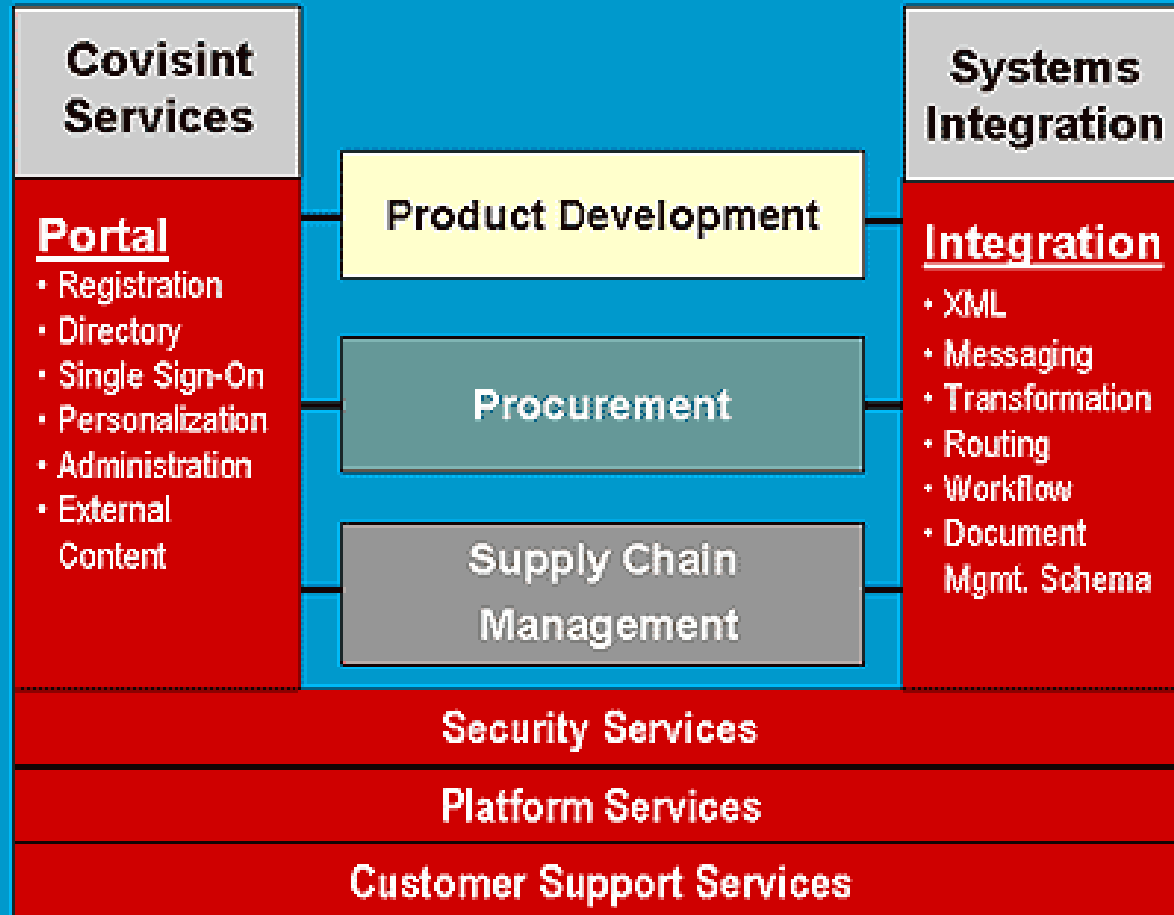 Covisint
Services
Portal
• Registration
• Directory
• Single Sign-On
• Personalization
• Administration
• External
Content
Product Development
Procurement
Supply Chain
Management
Systems
Integration
Integration
• XML
• Messaging
• Transformation
• Routing
• Workflow
• Document
Mgmt. Schema
Security Services
Platform Services
Customer Support Services